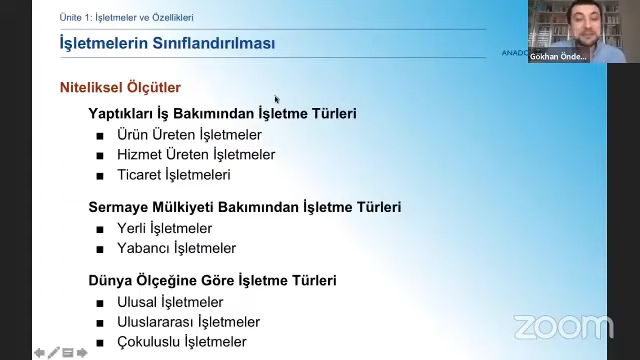 Ünite 1: İşletmeler ve Özellikleri
İşletmelerin Sınıflandırılması
Gökhan Önde...
Niteliksel Ölçütler
Yaptıkları İş Bakımından İşletme Türleri
■ Ürün Üreten İşletmeler
■ Hizmet Üreten İşletmeler
■ Ticaret İşletmeleri
Sermaye Mülkiyeti Bakımından İşletme Türleri
■ Yerli İşletmeler
■ Yabancı İşletmeler
Dünya Ölçeğine Göre İşletme Türleri
■ Ulusal İşletmeler
■ Uluslararası İşletmeler
■ Çokuluslu İşletmeler
zoom